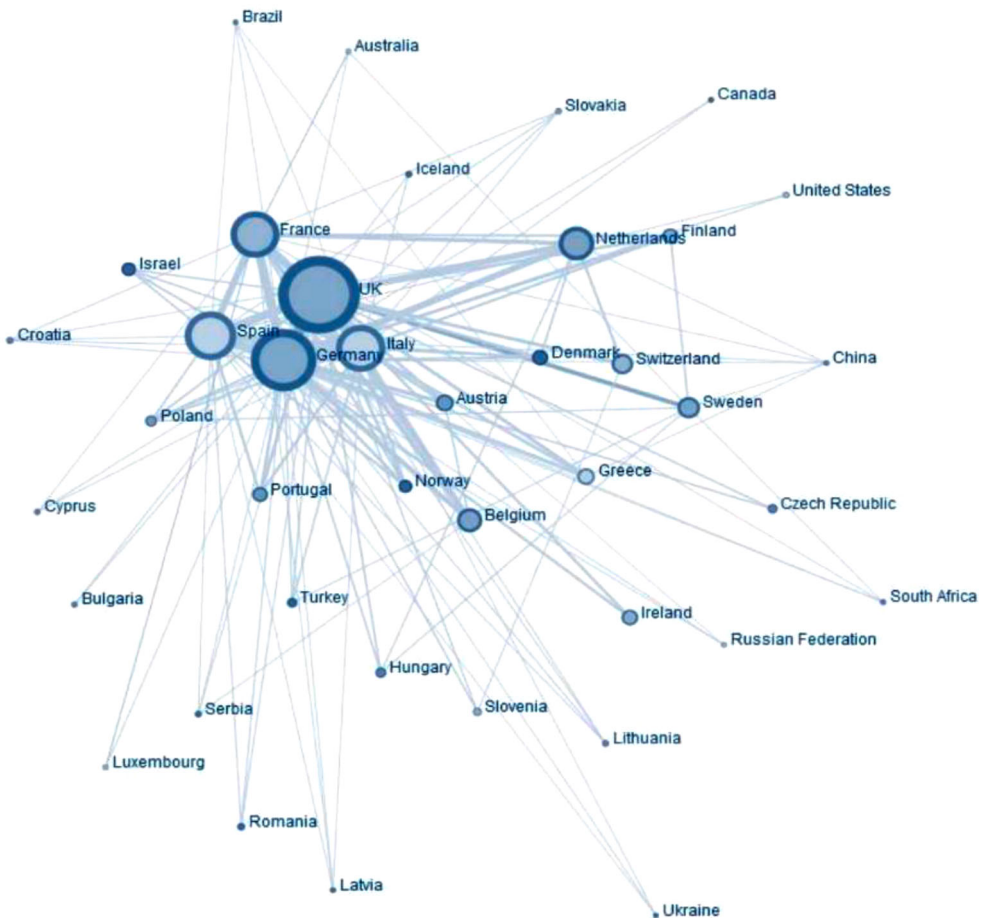 Brazil
Australia
Canada
Slovakia
Iceland
United States
France
Finland
Netherlands
Israel
UK
Spain
Croatia
Italy
Germany
Denmark
Switzerland
China
Austria
Sweden
Poland
Greece
Norway
Portugal
Czech Republic
Cyprus
Belgium
South Africa
Turkey
Bulgaria
Ireland
Russian Federation
Hungary
Slovenia
Serbia
Lithuania
Luxembourg
Romania
Latvia
Ukraine